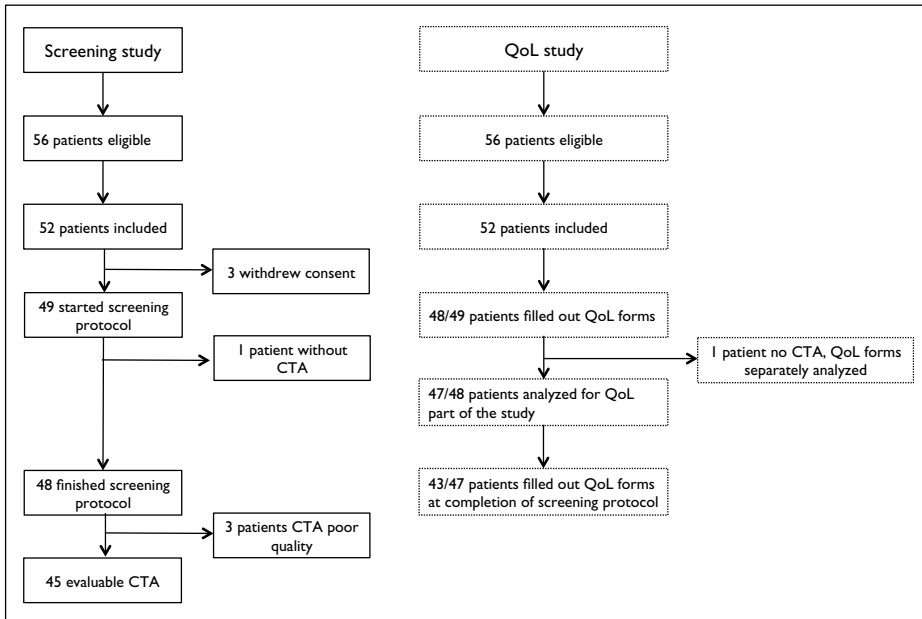 Screening study
56 patients eligible
52 patients included
3 withdrew consent
49 started screening
protocol
1 patient without
CTA
48 finished screening
protocol
3 patients CTA poor
quality
45 evaluable CTA
QoL study
56 patients eligible
52 patients included
48/49 patients filled out QoL forms
1 patient no CTA, QoL forms
separately analyzed
47/48 patients analyzed for QoL
part of the study
43/47 patients filled out QoL forms
at completion of screening protocol